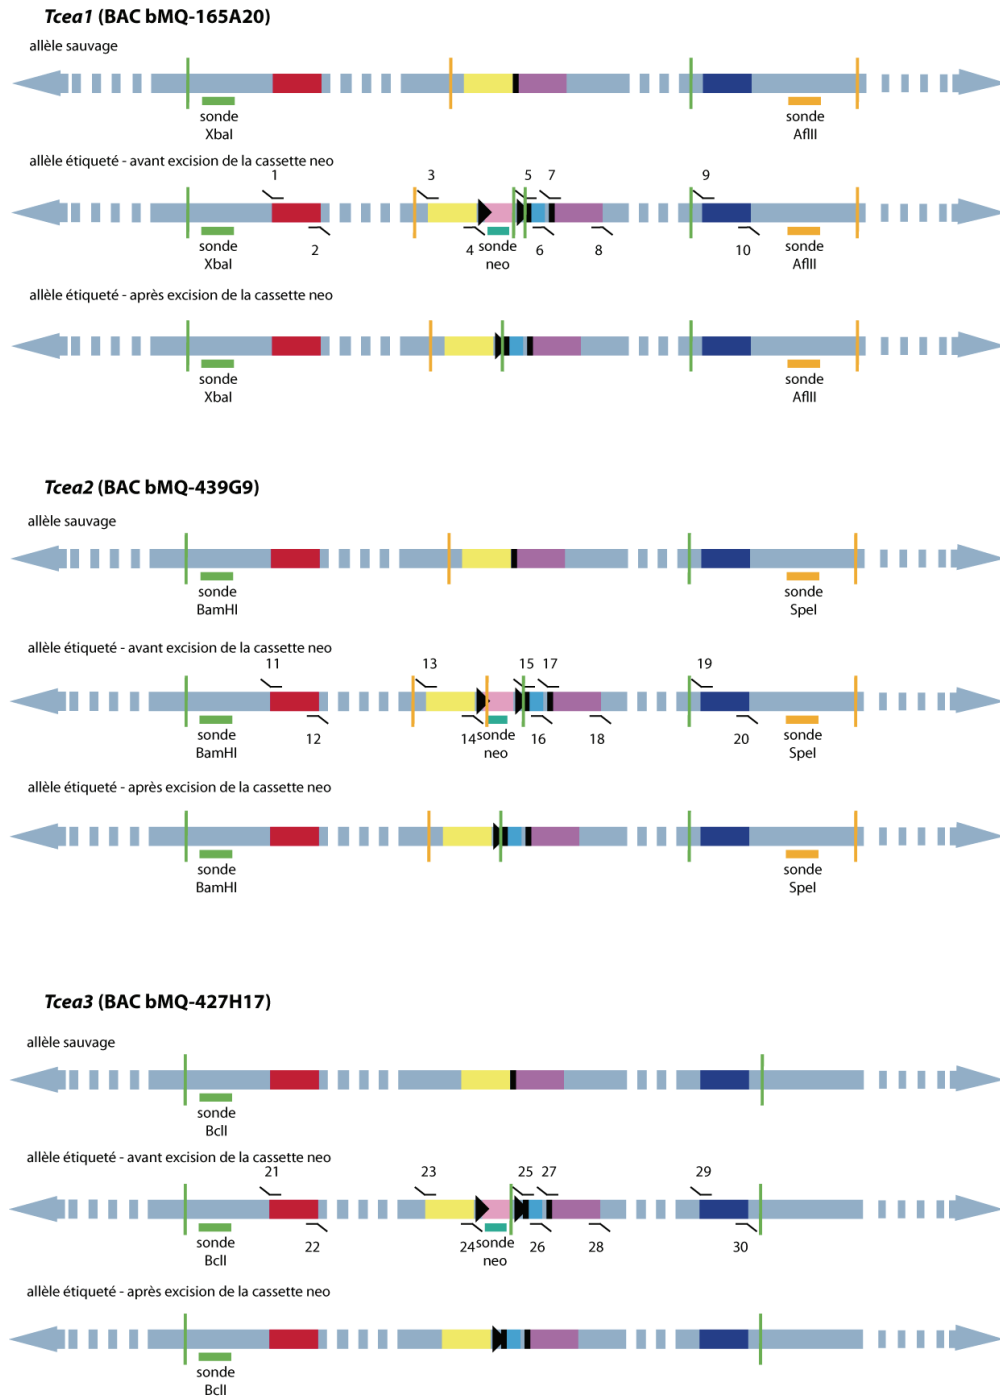 Tcea1 (BAC bMQ-165A20)
allèle sauvage
sonde
XbaI
sonde
AflII
allèle étiqueté - avant excision de la cassette neo
1
3
5
7
9
2
4
6
8
10
sonde
XbaI
sonde
neo
sonde
AflII
allèle étiqueté - après excision de la cassette neo
sonde
XbaI
sonde
AflII
Tcea2 (BAC bMQ-439G9)
allèle sauvage
sonde
BamHI
sonde
SpeI
allèle étiqueté - avant excision de la cassette neo
11
13
15
17
19
12
14
16
18
20
sonde
BamHI
sonde
neo
sonde
SpeI
allèle étiqueté - après excision de la cassette neo
sonde
BamHI
sonde
SpeI
Tcea3 (BAC bMQ-427H17)
allèle sauvage
sonde
BclI
allèle étiqueté - avant excision de la cassette neo
21
23
25
27
29
22
24
26
28
30
sonde
BclI
sonde
neo
allèle étiqueté - après excision de la cassette neo
sonde
BclI